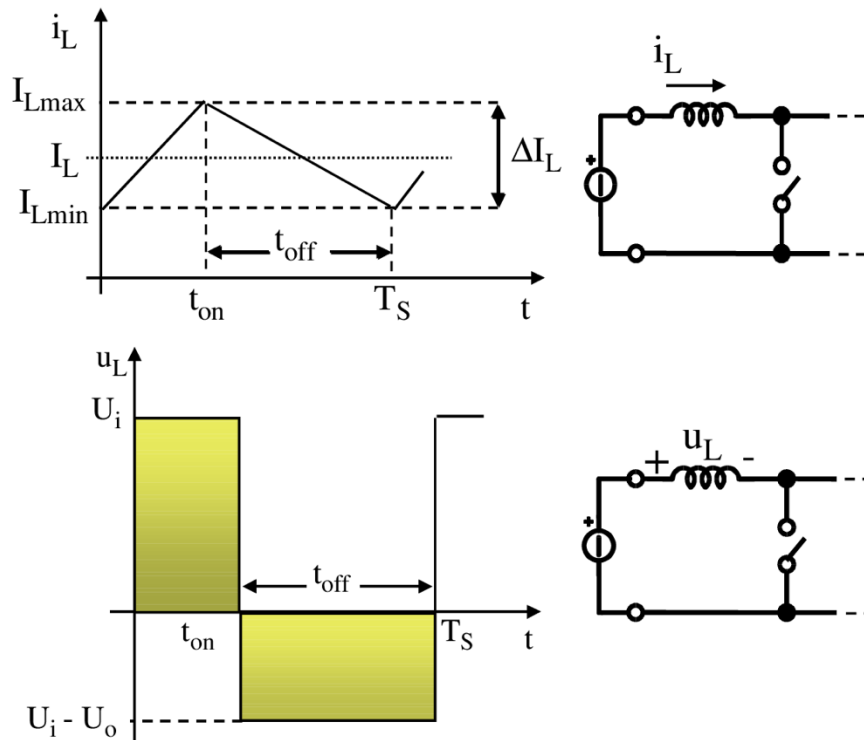 i_L
I_Lmax
I_L
I_Lmin
ΔI_L
t_off
t_on
T_S
t
i_L
+
u_L
U_i
t_off
t_on
T_S
t
U_i - U_o
+ u_L -
+